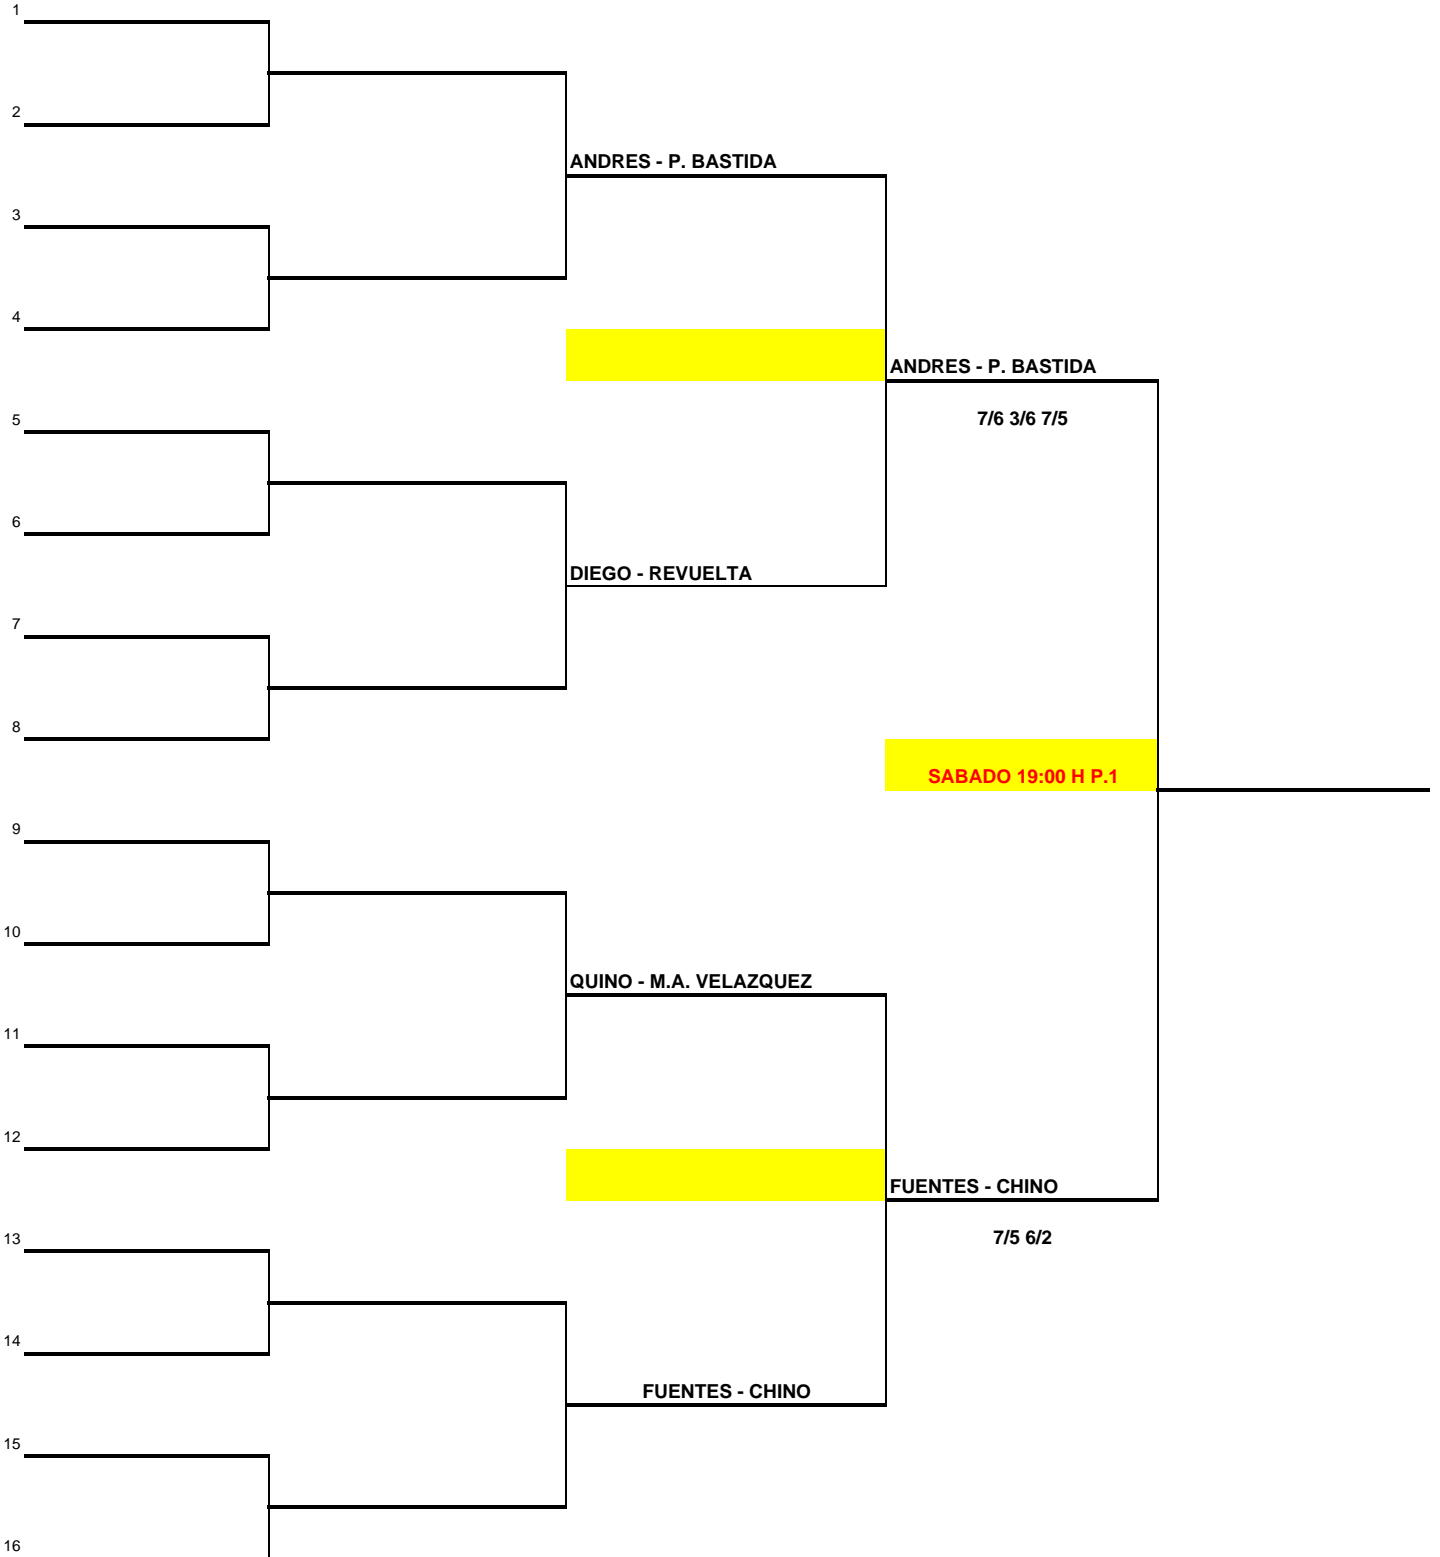 1
2
ANDRES - P. BASTIDA
3
4
ANDRES - P. BASTIDA
7/6 3/6 7/5
5
6
DIEGO - REVUELTA
7
8
SABADO 19:00 H P.1
9
10
QUINO - M.A. VELAZQUEZ
11
12
FUENTES - CHINO
7/5 6/2
13
14
FUENTES - CHINO
15
16